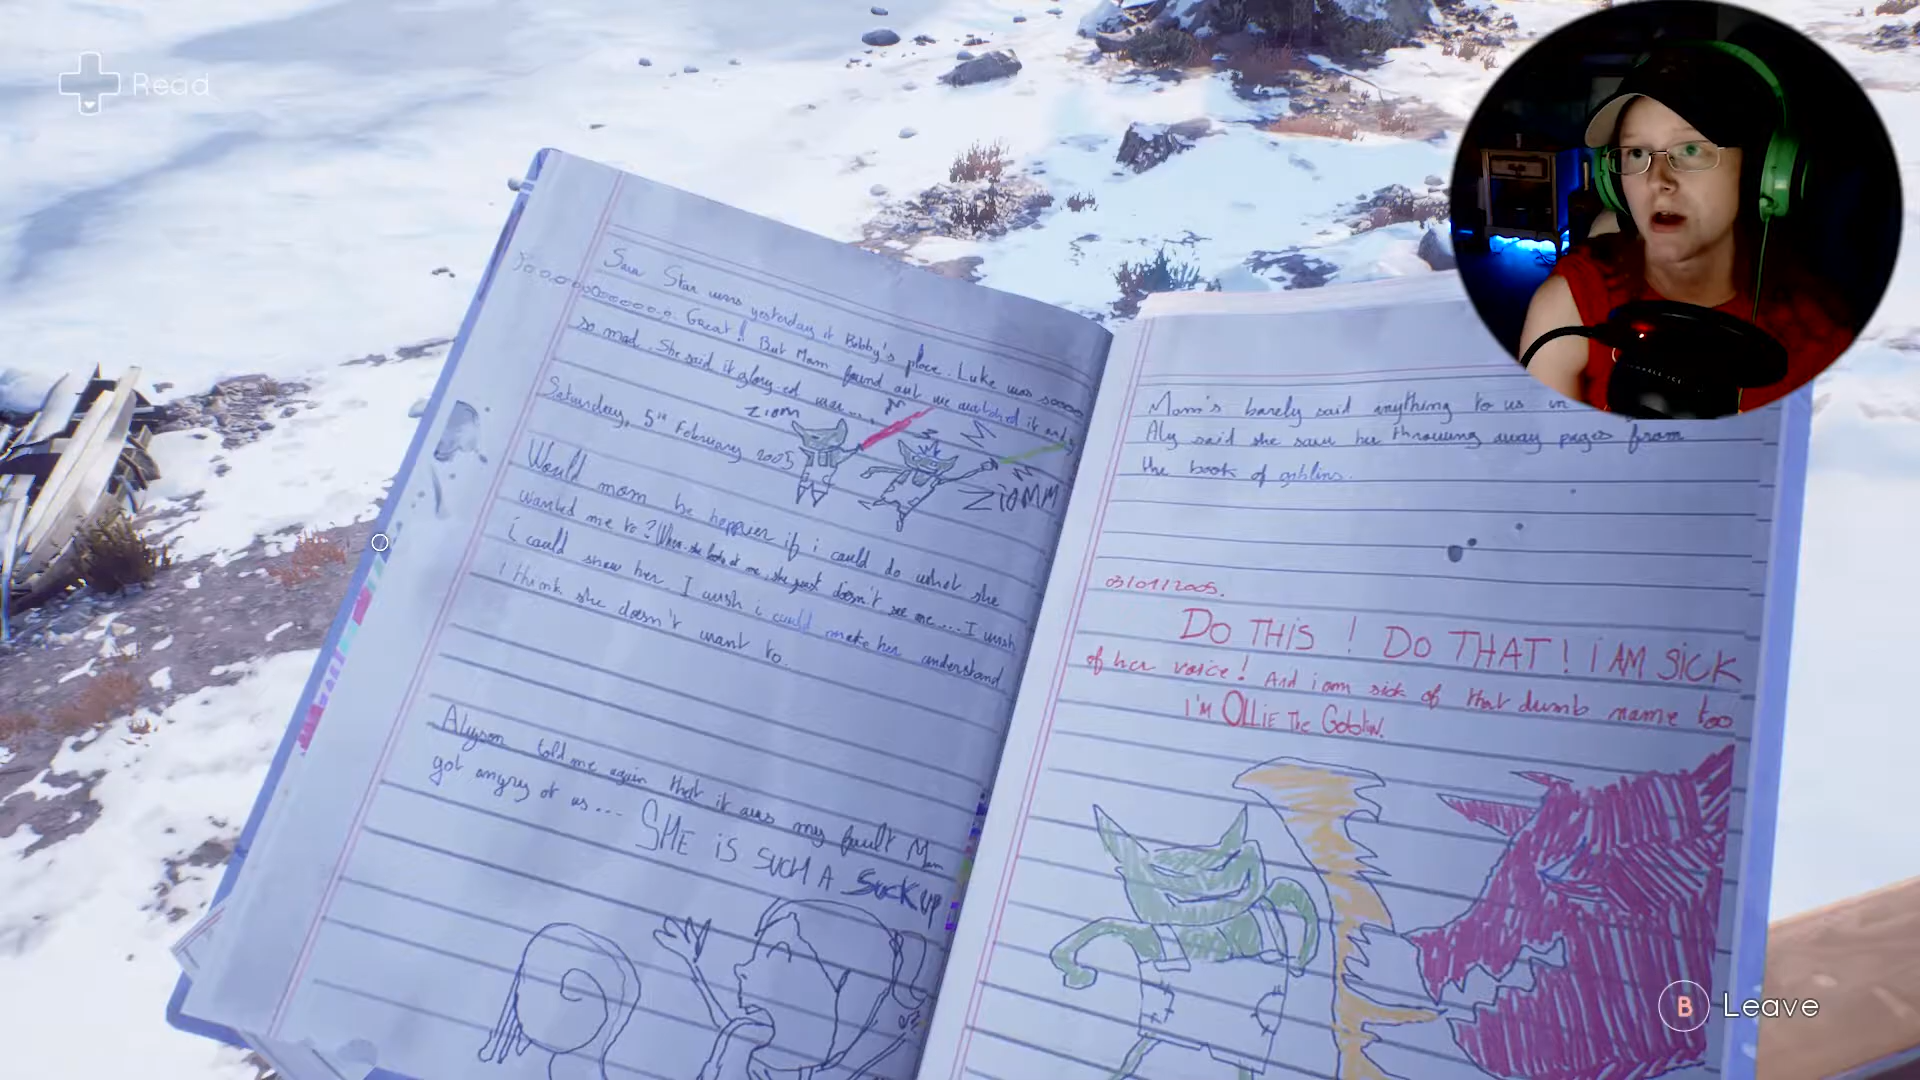 Read
Saw Star wars yesterday at Bobby's place. Luke was soooo
oooooooooooooo. Great! But Mom found out we watched it and
so mad. She said it glory-ed war...
ZIOM
Saturday, 5th February 2005
ZiOMM
Would mom be happier if i could do what she
wanted me to? When she looks at me, she just doesn't see me... I wish
i could show her. I wish i could make her understand
I think she doesn't want to.
Alyson told me again that it was my fault Mom
got angry at us... SHE iS SUCH A SUCK UP
Mom's barely said anything to us in
Aly said she saw her throwing away pages from
the book of goblins.
03/01/2005.
DO THiS! DO THAT! i AM SiCK
of her voice! And i am sick of that dumb name too
i'M OLLiE The GobLiN.
B Leave